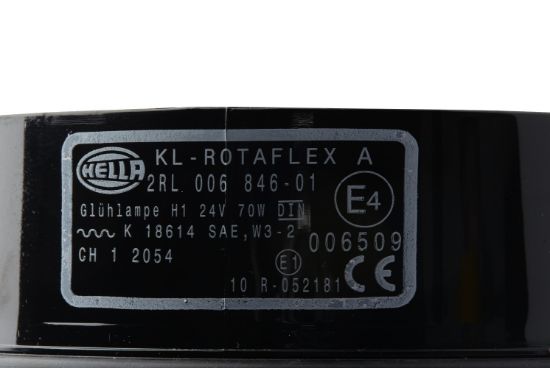 HELLA
KL-ROTAFLEX A
2RL 006 846-01
Glühlampe H1 24V 70W DIN
K 18614 SAE,W3-2
CH 1 2054
E4
006509
E1
10 R-052181
CE